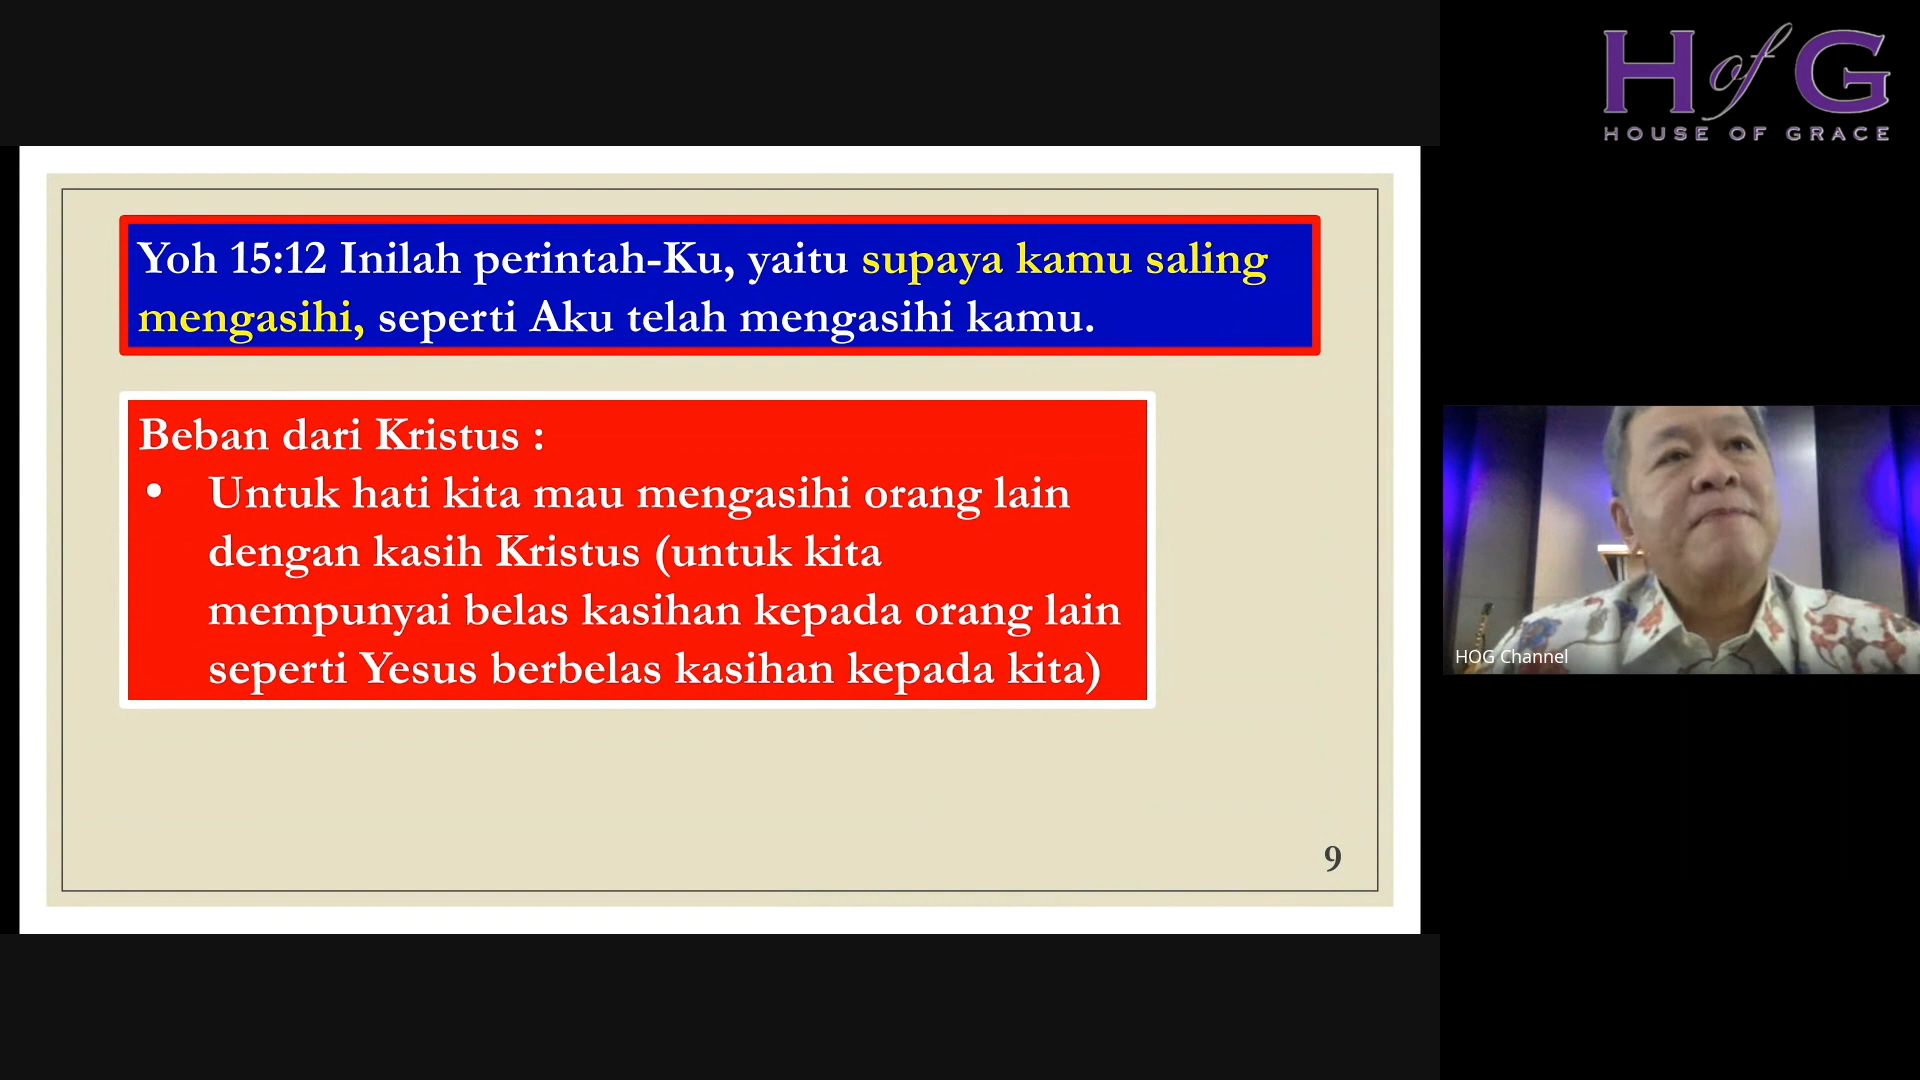 H of G
HOUSE OF GRACE
Yoh 15:12 Inilah perintah-Ku, yaitu supaya kamu saling
mengasihi, seperti Aku telah mengasihi kamu.
Beban dari Kristus :
• Untuk hati kita mau mengasihi orang lain
dengan kasih Kristus (untuk kita
mempunyai belas kasihan kepada orang lain
seperti Yesus berbelas kasihan kepada kita)
9
HOG Channel